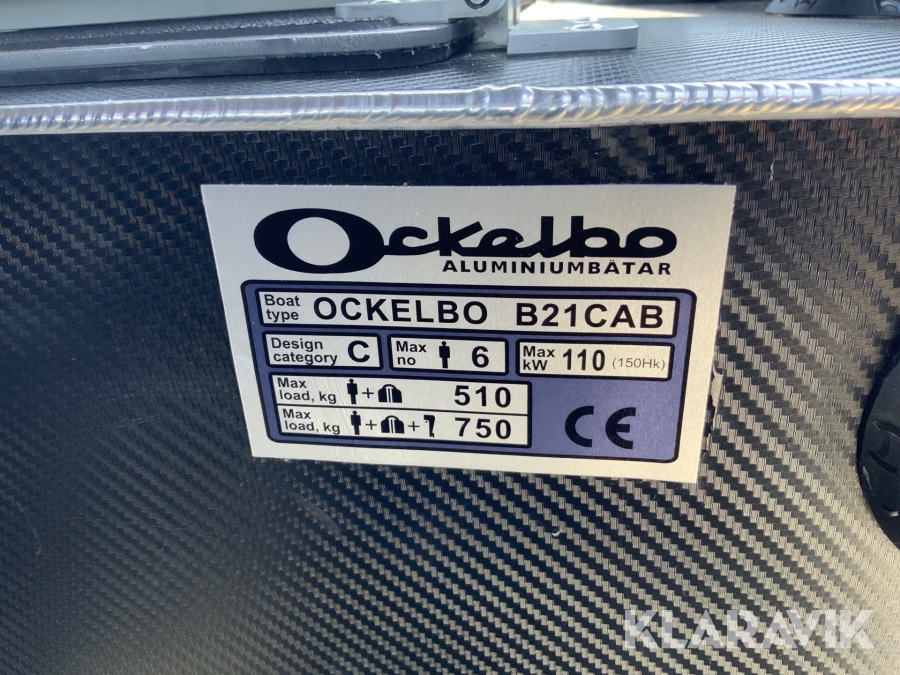 Ockelbo
ALUMINIUMBÅTAR
Boat type OCKELBO B21CAB
Design category C Max no 6 Max kW 110 (150Hk)
Max load, kg + 510
Max load, kg + + 750
CE
KLARAVIK